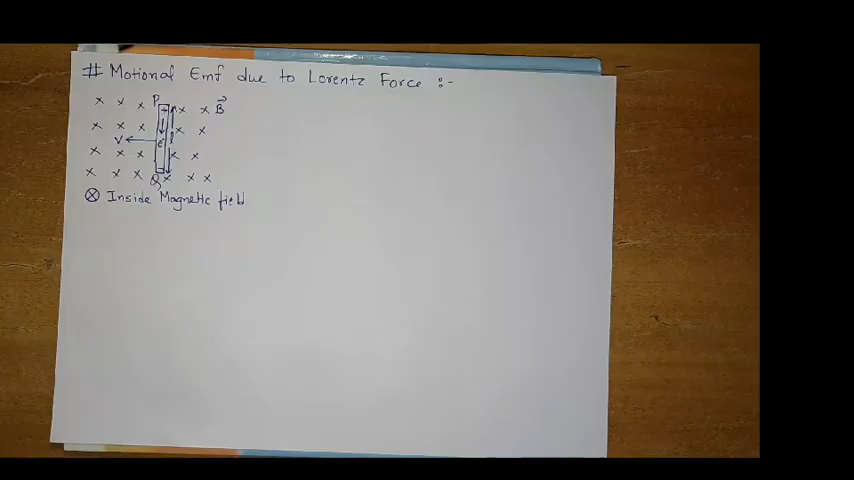 # Motional Emf due to Lorentz Force :-
× × × P + × × B⃗
× × × × ×
V e⁻ l
× × × × ×
× × × - Q × × ×
⊗ Inside Magnetic field